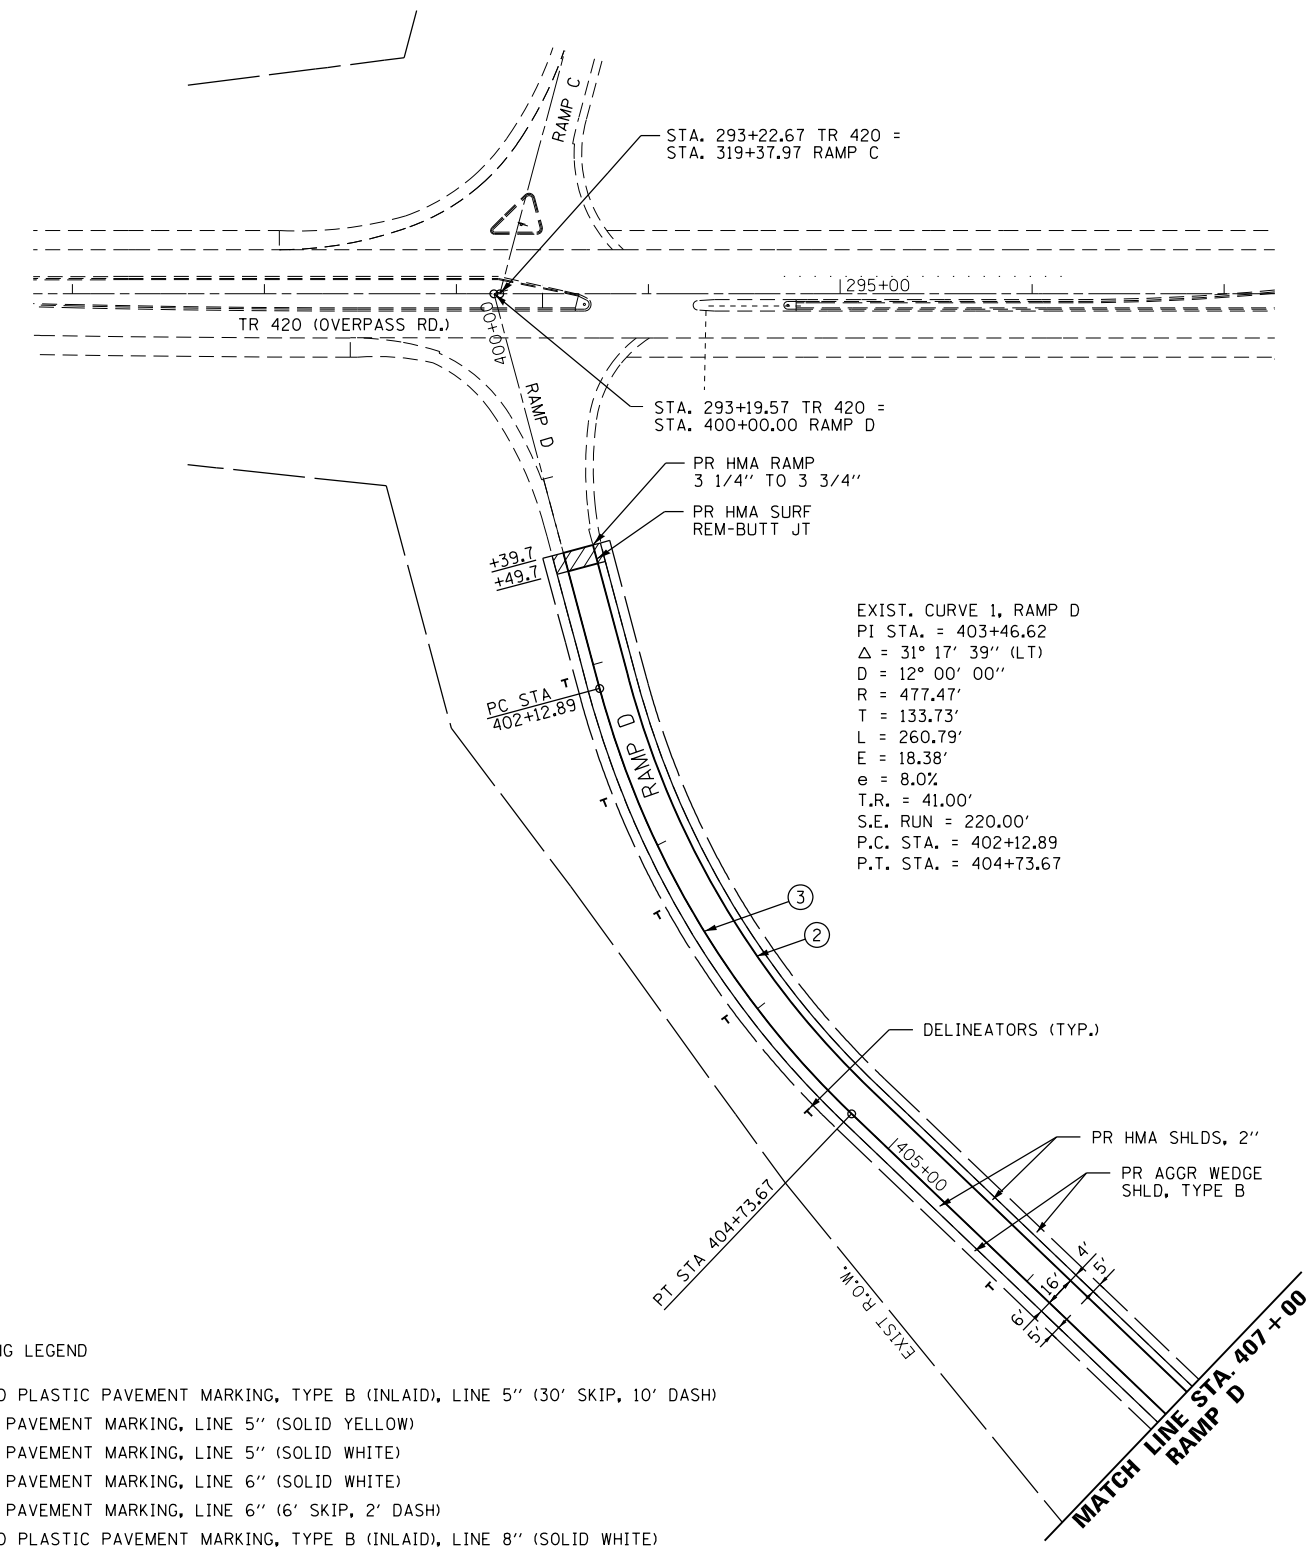 RAMP C
STA. 293+22.67 TR 420 =
STA. 319+37.97 RAMP C
295+00
TR 420 (OVERPASS RD.)
400+00
RAMP D
STA. 293+19.57 TR 420 =
STA. 400+00.00 RAMP D
PR HMA RAMP
3 1/4" TO 3 3/4"
PR HMA SURF
REM-BUTT JT
+39.7
+49.7
EXIST. CURVE 1, RAMP D
PI STA. = 403+46.62
Δ = 31° 17' 39" (LT)
D = 12° 00' 00"
R = 477.47'
T = 133.73'
L = 260.79'
E = 18.38'
e = 8.0%
T.R. = 41.00'
S.E. RUN = 220.00'
P.C. STA. = 402+12.89
P.T. STA. = 404+73.67
PC STA
402+12.89
RAMP D
3
2
DELINEATORS (TYP.)
PR HMA SHLDS, 2"
405+00
PR AGGR WEDGE
SHLD, TYPE B
PT STA 404+73.67
4'
5'
16'
6'
5'
EXIST R.O.W.
MATCH LINE STA. 407+00
RAMP D
NG LEGEND
D PLASTIC PAVEMENT MARKING, TYPE B (INLAID), LINE 5" (30' SKIP, 10' DASH)
PAVEMENT MARKING, LINE 5" (SOLID YELLOW)
PAVEMENT MARKING, LINE 5" (SOLID WHITE)
PAVEMENT MARKING, LINE 6" (SOLID WHITE)
PAVEMENT MARKING, LINE 6" (6' SKIP, 2' DASH)
D PLASTIC PAVEMENT MARKING, TYPE B (INLAID), LINE 8" (SOLID WHITE)